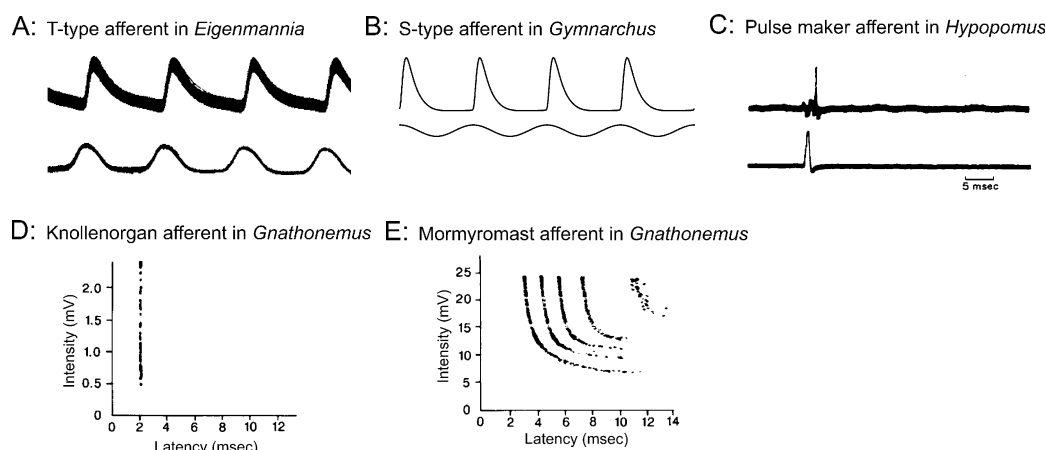 A: T-type afferent in Eigenmannia
B: S-type afferent in Gymnarchus
C: Pulse maker afferent in Hypopomus
5 msec
D: Knollenorgan afferent in Gnathonemus
Intensity (mV)
2.0
1.5
1.0
0.5
0
0 2 4 6 8 10 12
Latency (msec)
E: Mormyromast afferent in Gnathonemus
Intensity (mV)
25
20
15
10
5
0
0 2 4 6 8 10 12 14
Latency (msec)